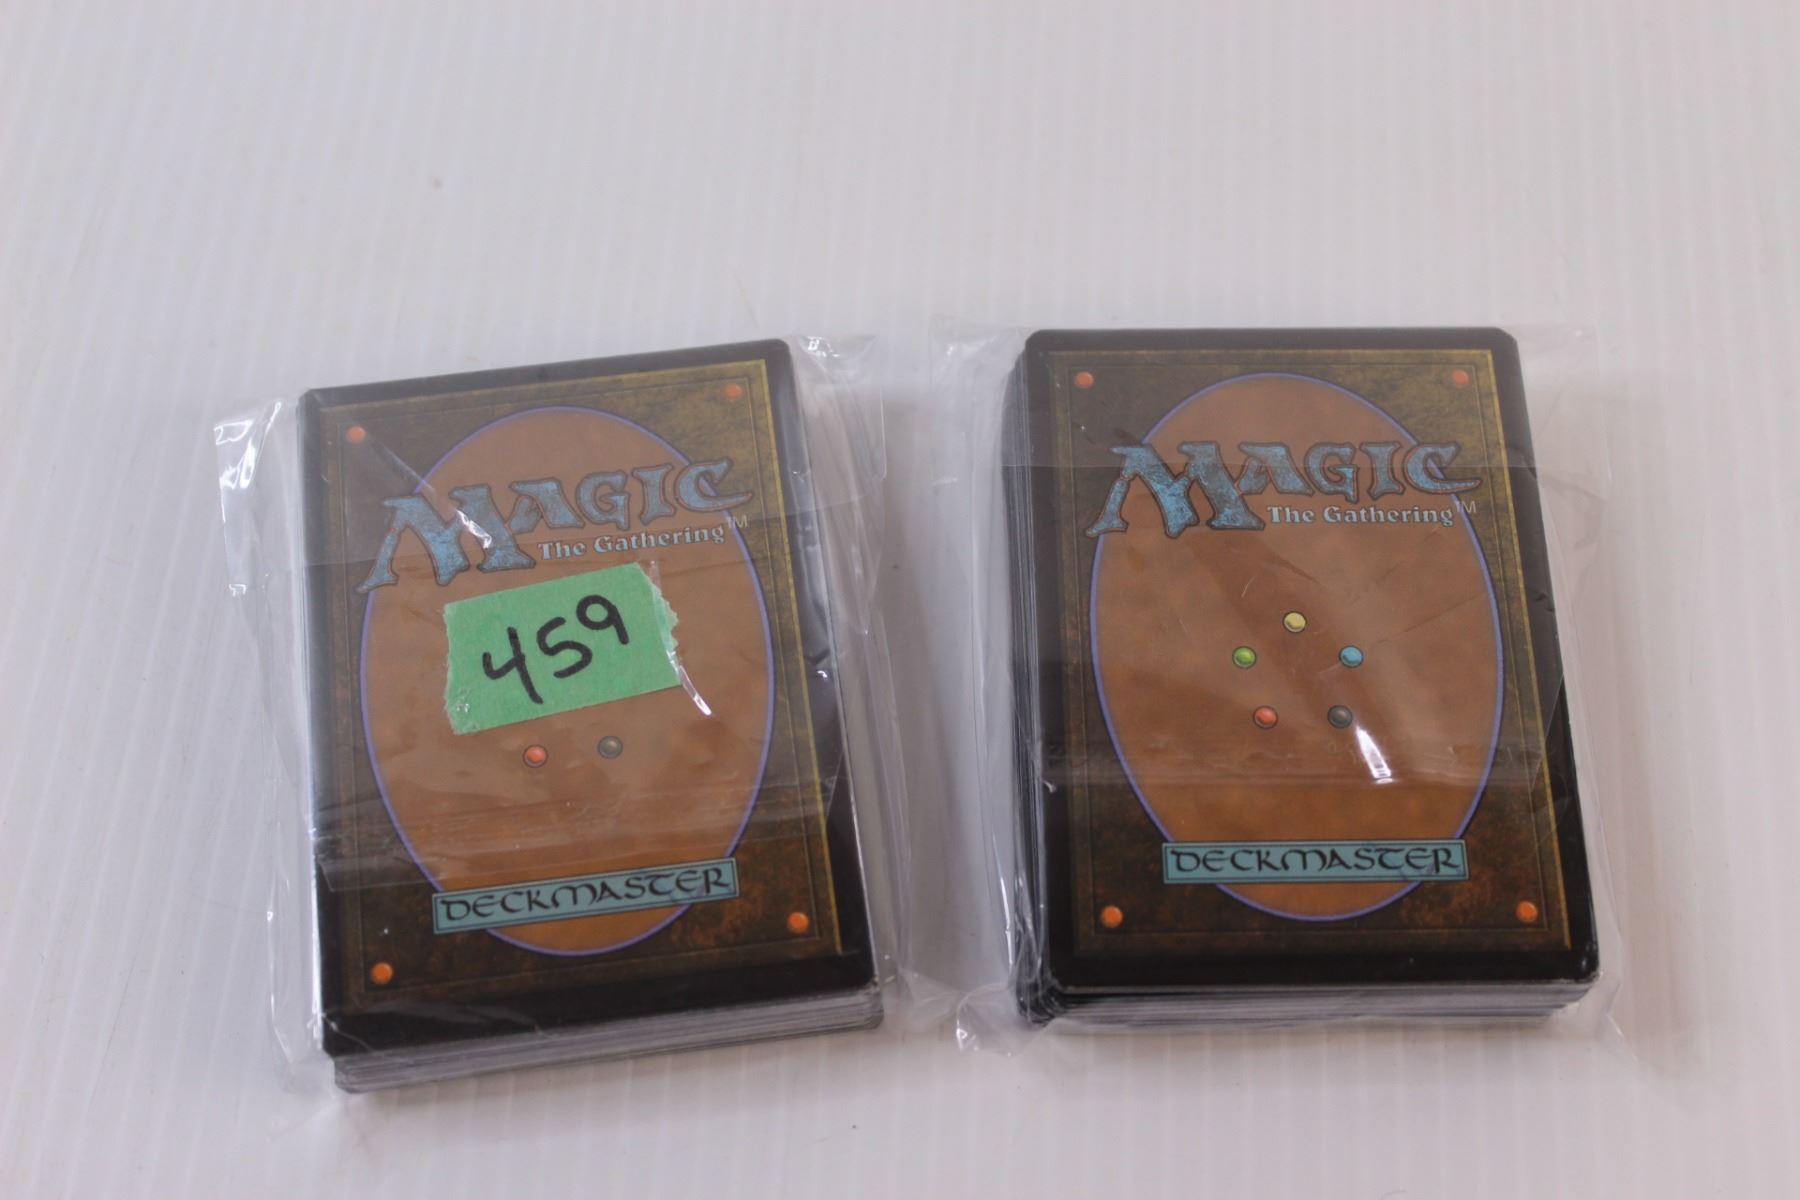 MAGIC
The Gathering™
459
DECKMASTER
MAGIC
The Gathering™
DECKMASTER